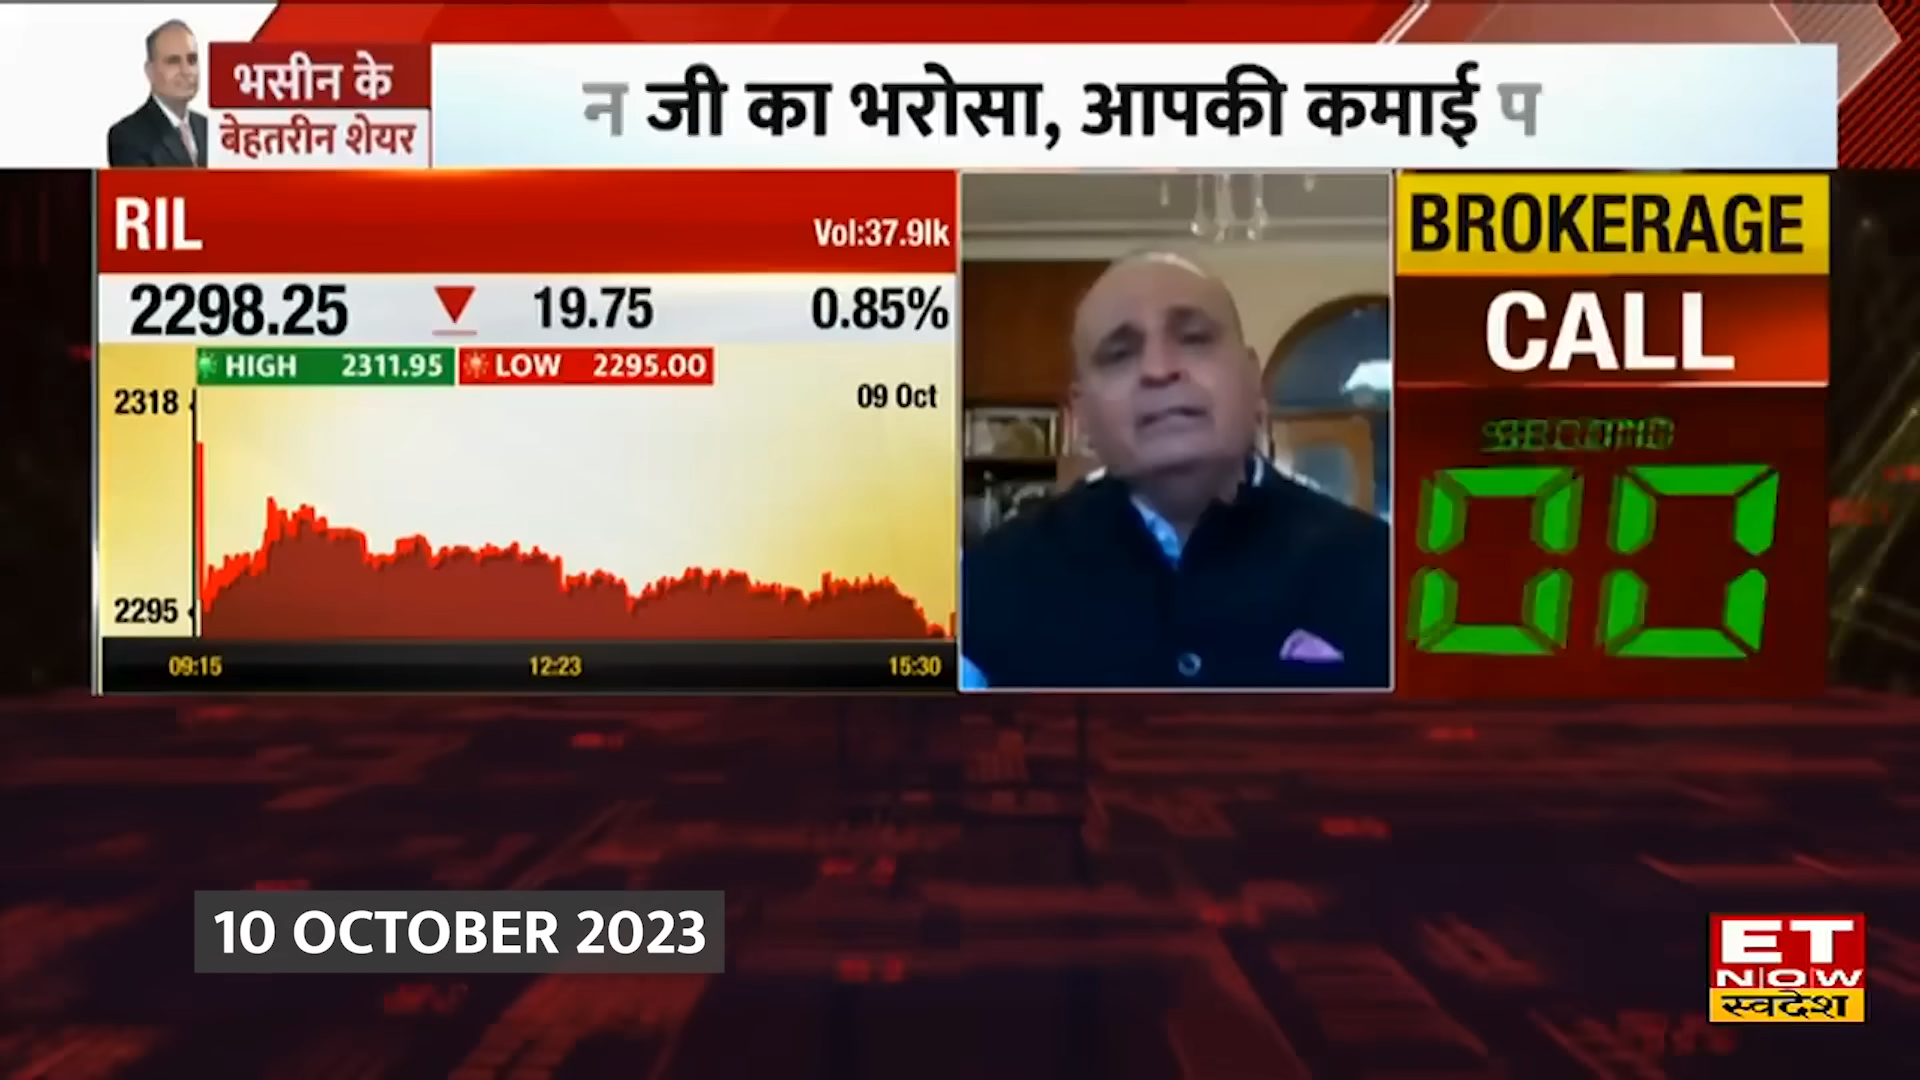 भसीन के
बेहतरीन शेयर
न जी का भरोसा, आपकी कमाई प
RIL
Vol:37.9lk
2298.25 19.75 0.85%
HIGH 2311.95 LOW 2295.00
2318
09 Oct
2295
09:15 12:23 15:30
BROKERAGE
CALL
SECOND
00
10 OCTOBER 2023
ET
NOW
स्वदेश